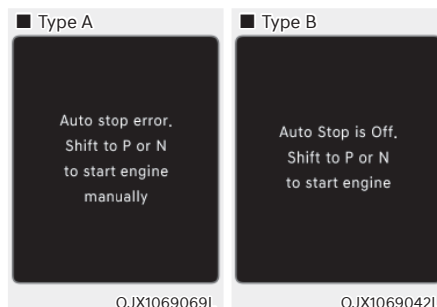 ■ Type A
Auto stop error.
Shift to P or N
to start engine
manually
OJX1069069L
■ Type B
Auto Stop is Off.
Shift to P or N
to start engine
OJX1069042L